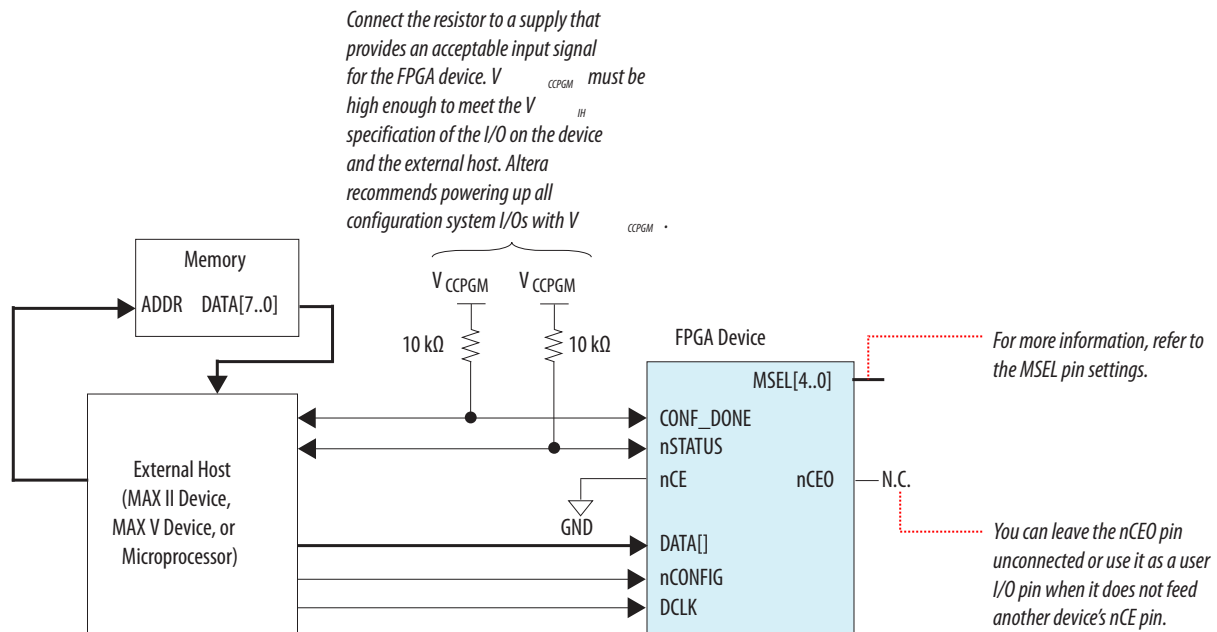 Connect the resistor to a supply that
provides an acceptable input signal
for the FPGA device. V CCPGM must be
high enough to meet the V IH
specification of the I/O on the device
and the external host. Altera
recommends powering up all
configuration system I/Os with V CCPGM .
Memory
ADDR DATA[7..0]
V CCPGM V CCPGM
10 kΩ 10 kΩ
FPGA Device
MSEL[4..0]
For more information, refer to
the MSEL pin settings.
CONF_DONE
nSTATUS
nCE nCEO N.C.
GND
External Host
(MAX II Device,
MAX V Device, or
Microprocessor)
DATA[]
nCONFIG
DCLK
You can leave the nCEO pin
unconnected or use it as a user
I/O pin when it does not feed
another device's nCE pin.